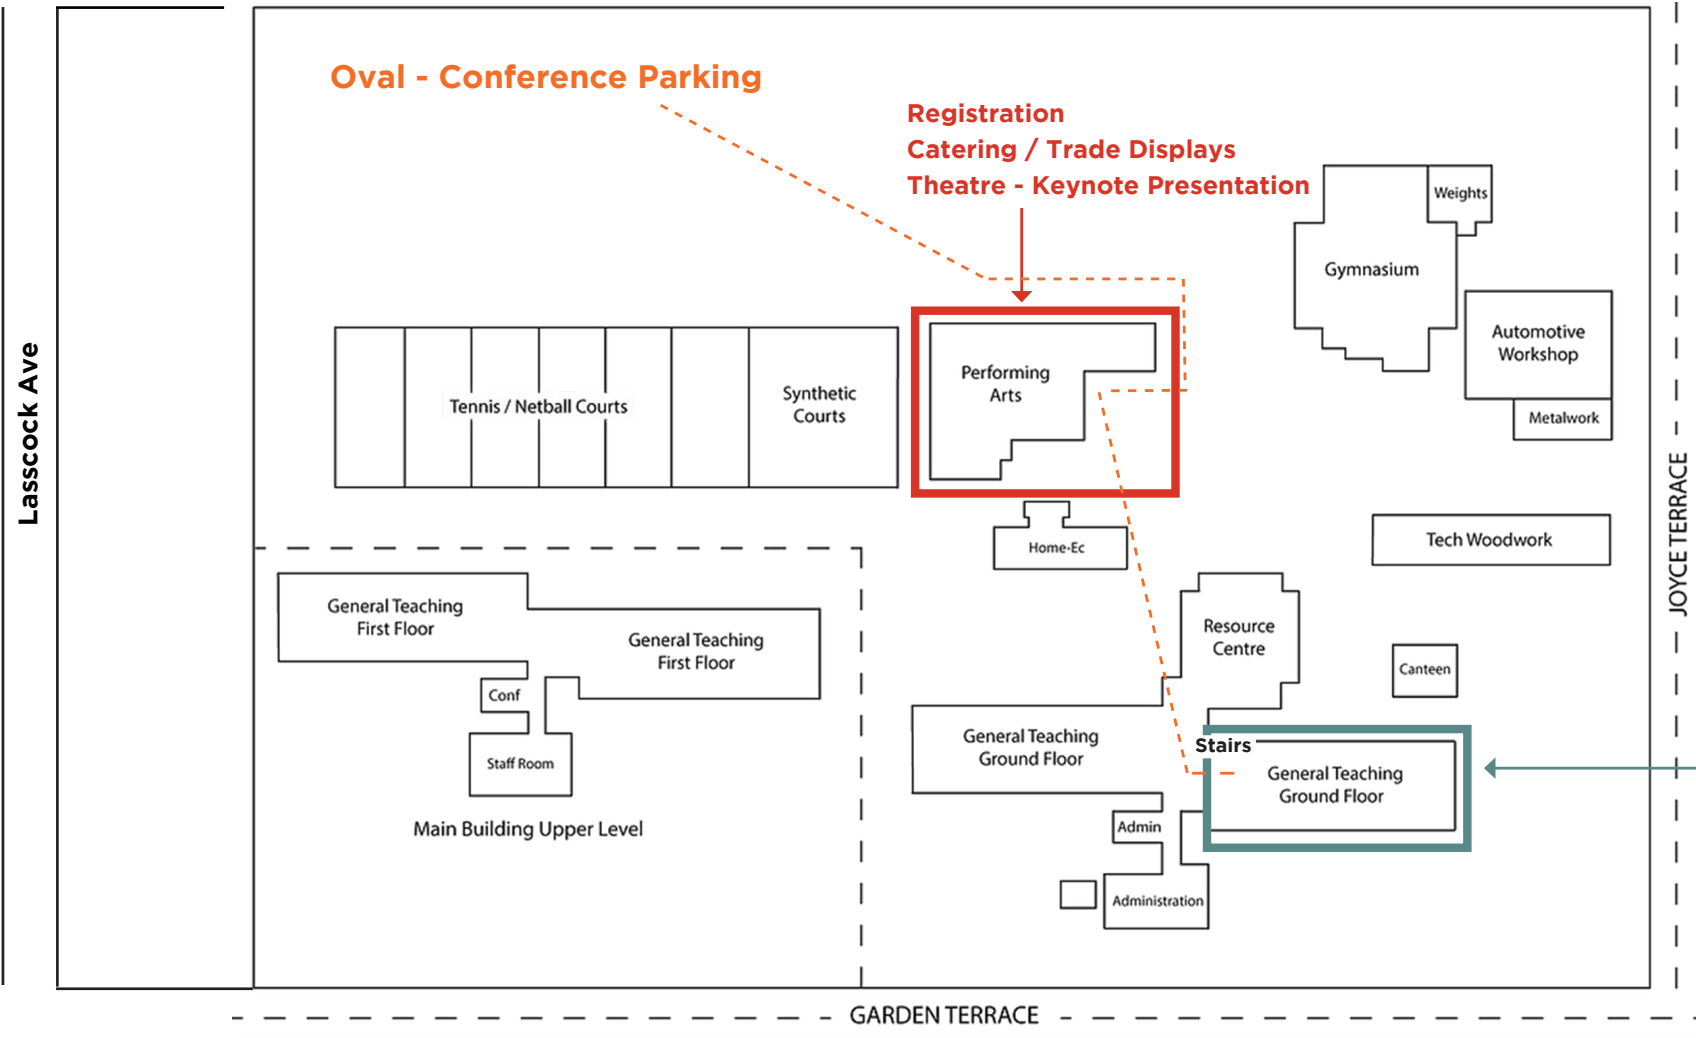 Oval - Conference Parking
Registration
Catering / Trade Displays
Theatre - Keynote Presentation
Weights
Gymnasium
Automotive
Workshop
Metalwork
Lasscock Ave
Tennis / Netball Courts
Synthetic
Courts
Performing
Arts
JOYCE TERRACE
Home-Ec
Tech Woodwork
General Teaching
First Floor
General Teaching
First Floor
Conf
Staff Room
Main Building Upper Level
Resource
Centre
Canteen
General Teaching
Ground Floor
Stairs
General Teaching
Ground Floor
Admin
Administration
GARDEN TERRACE